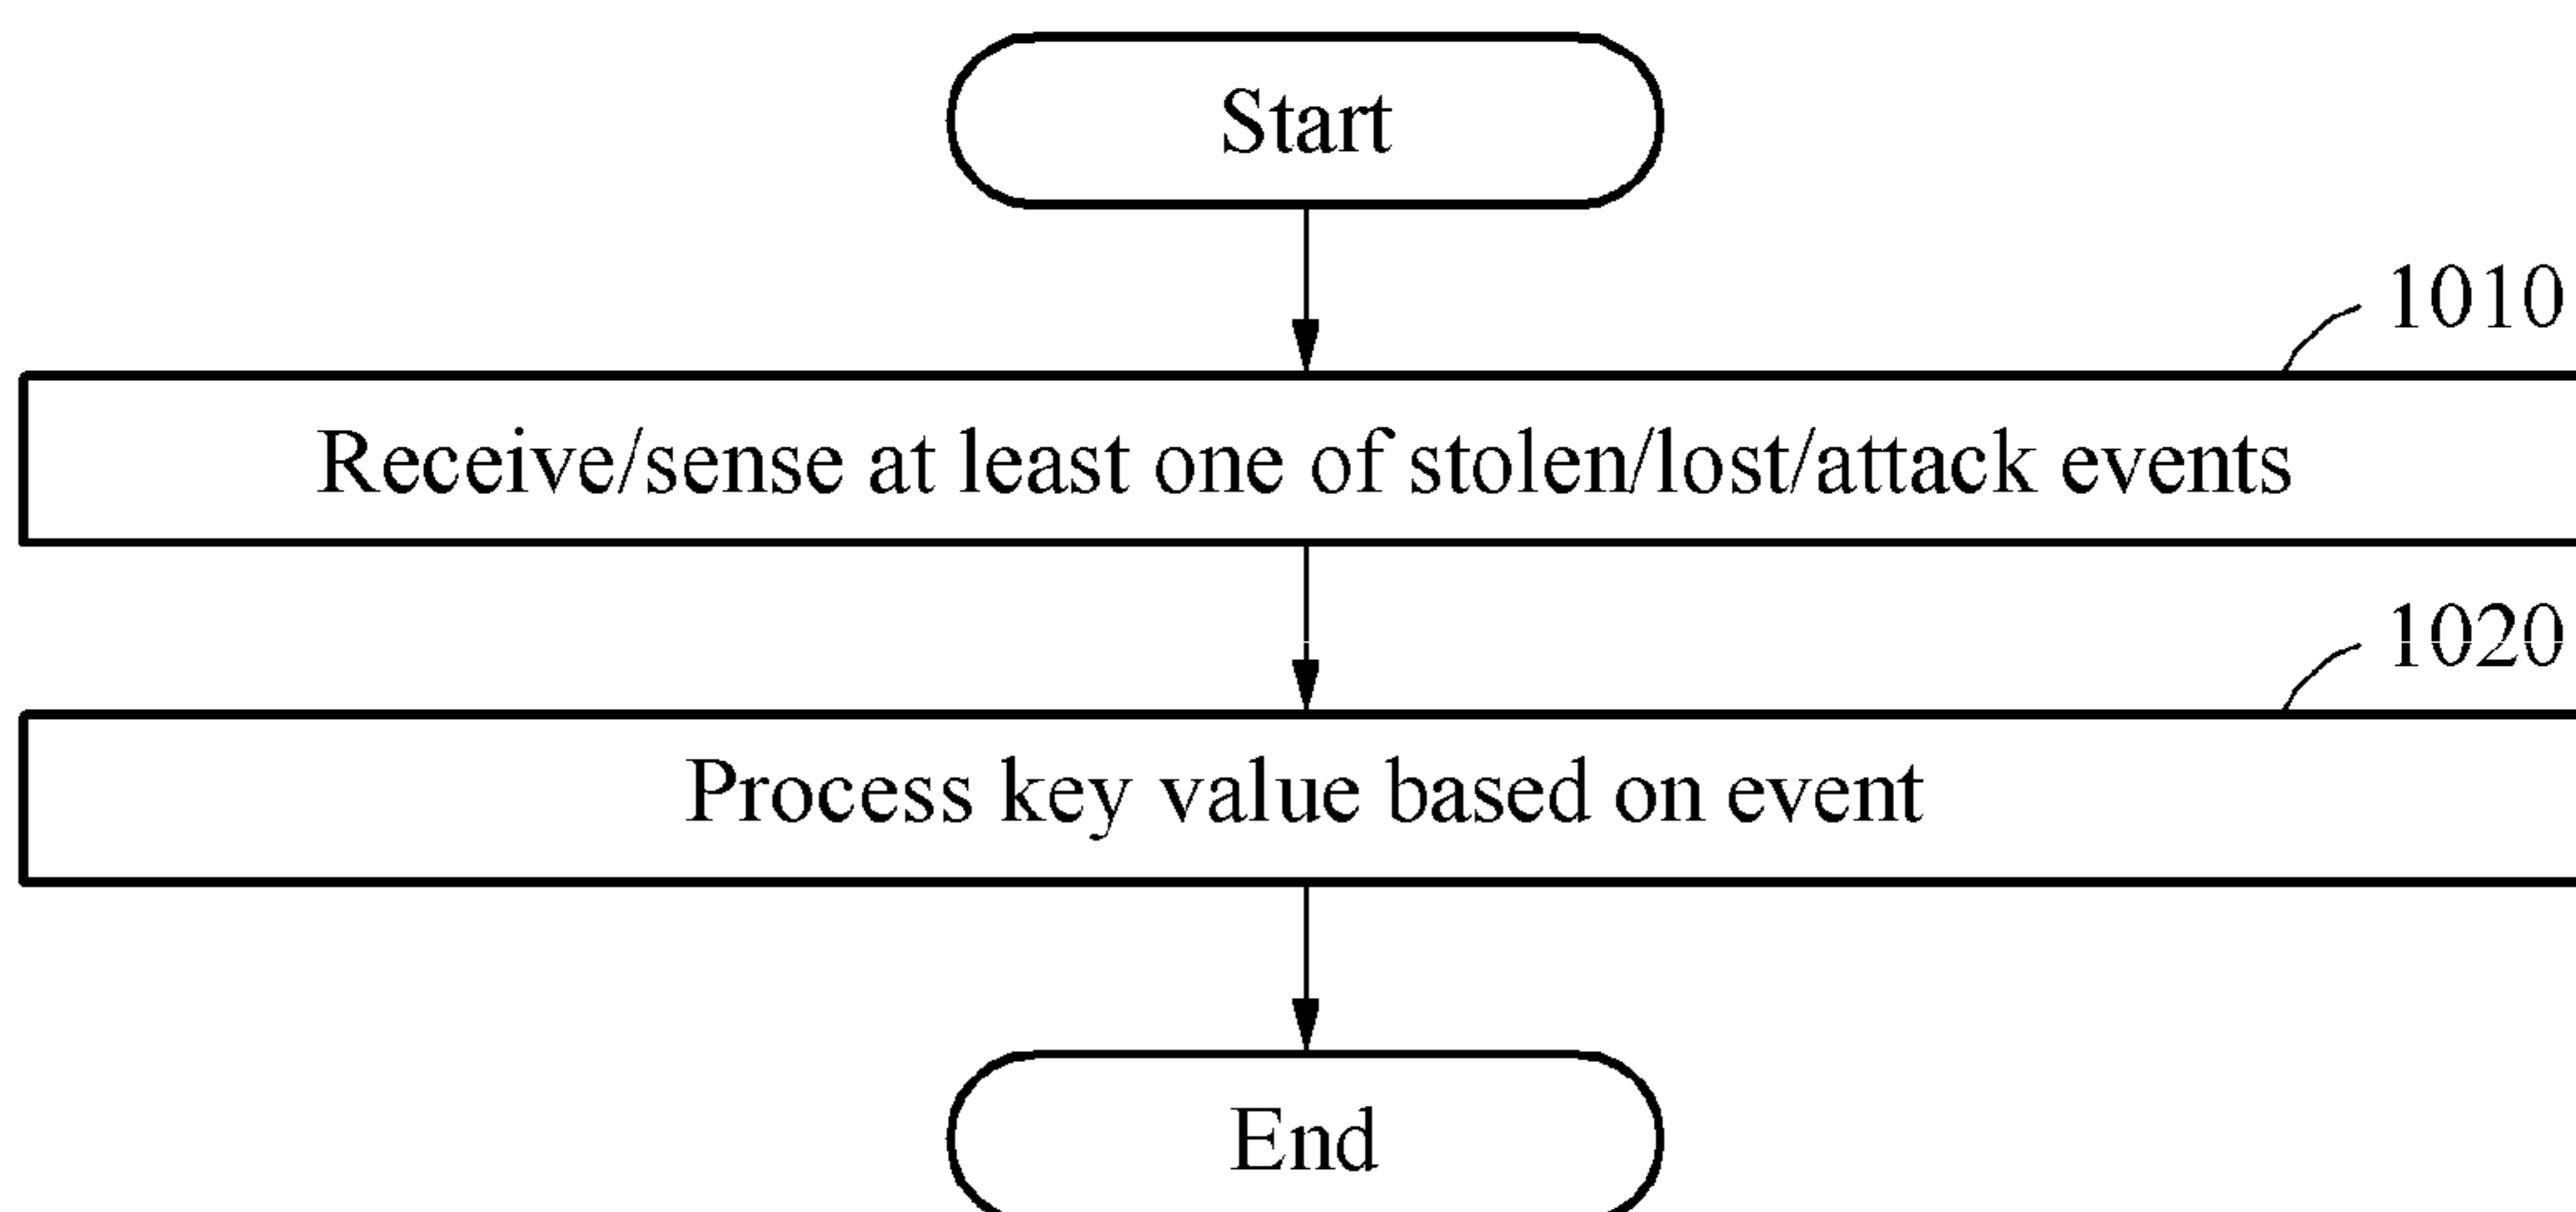 Start
1010
Receive/sense at least one of stolen/lost/attack events
1020
Process key value based on event
End